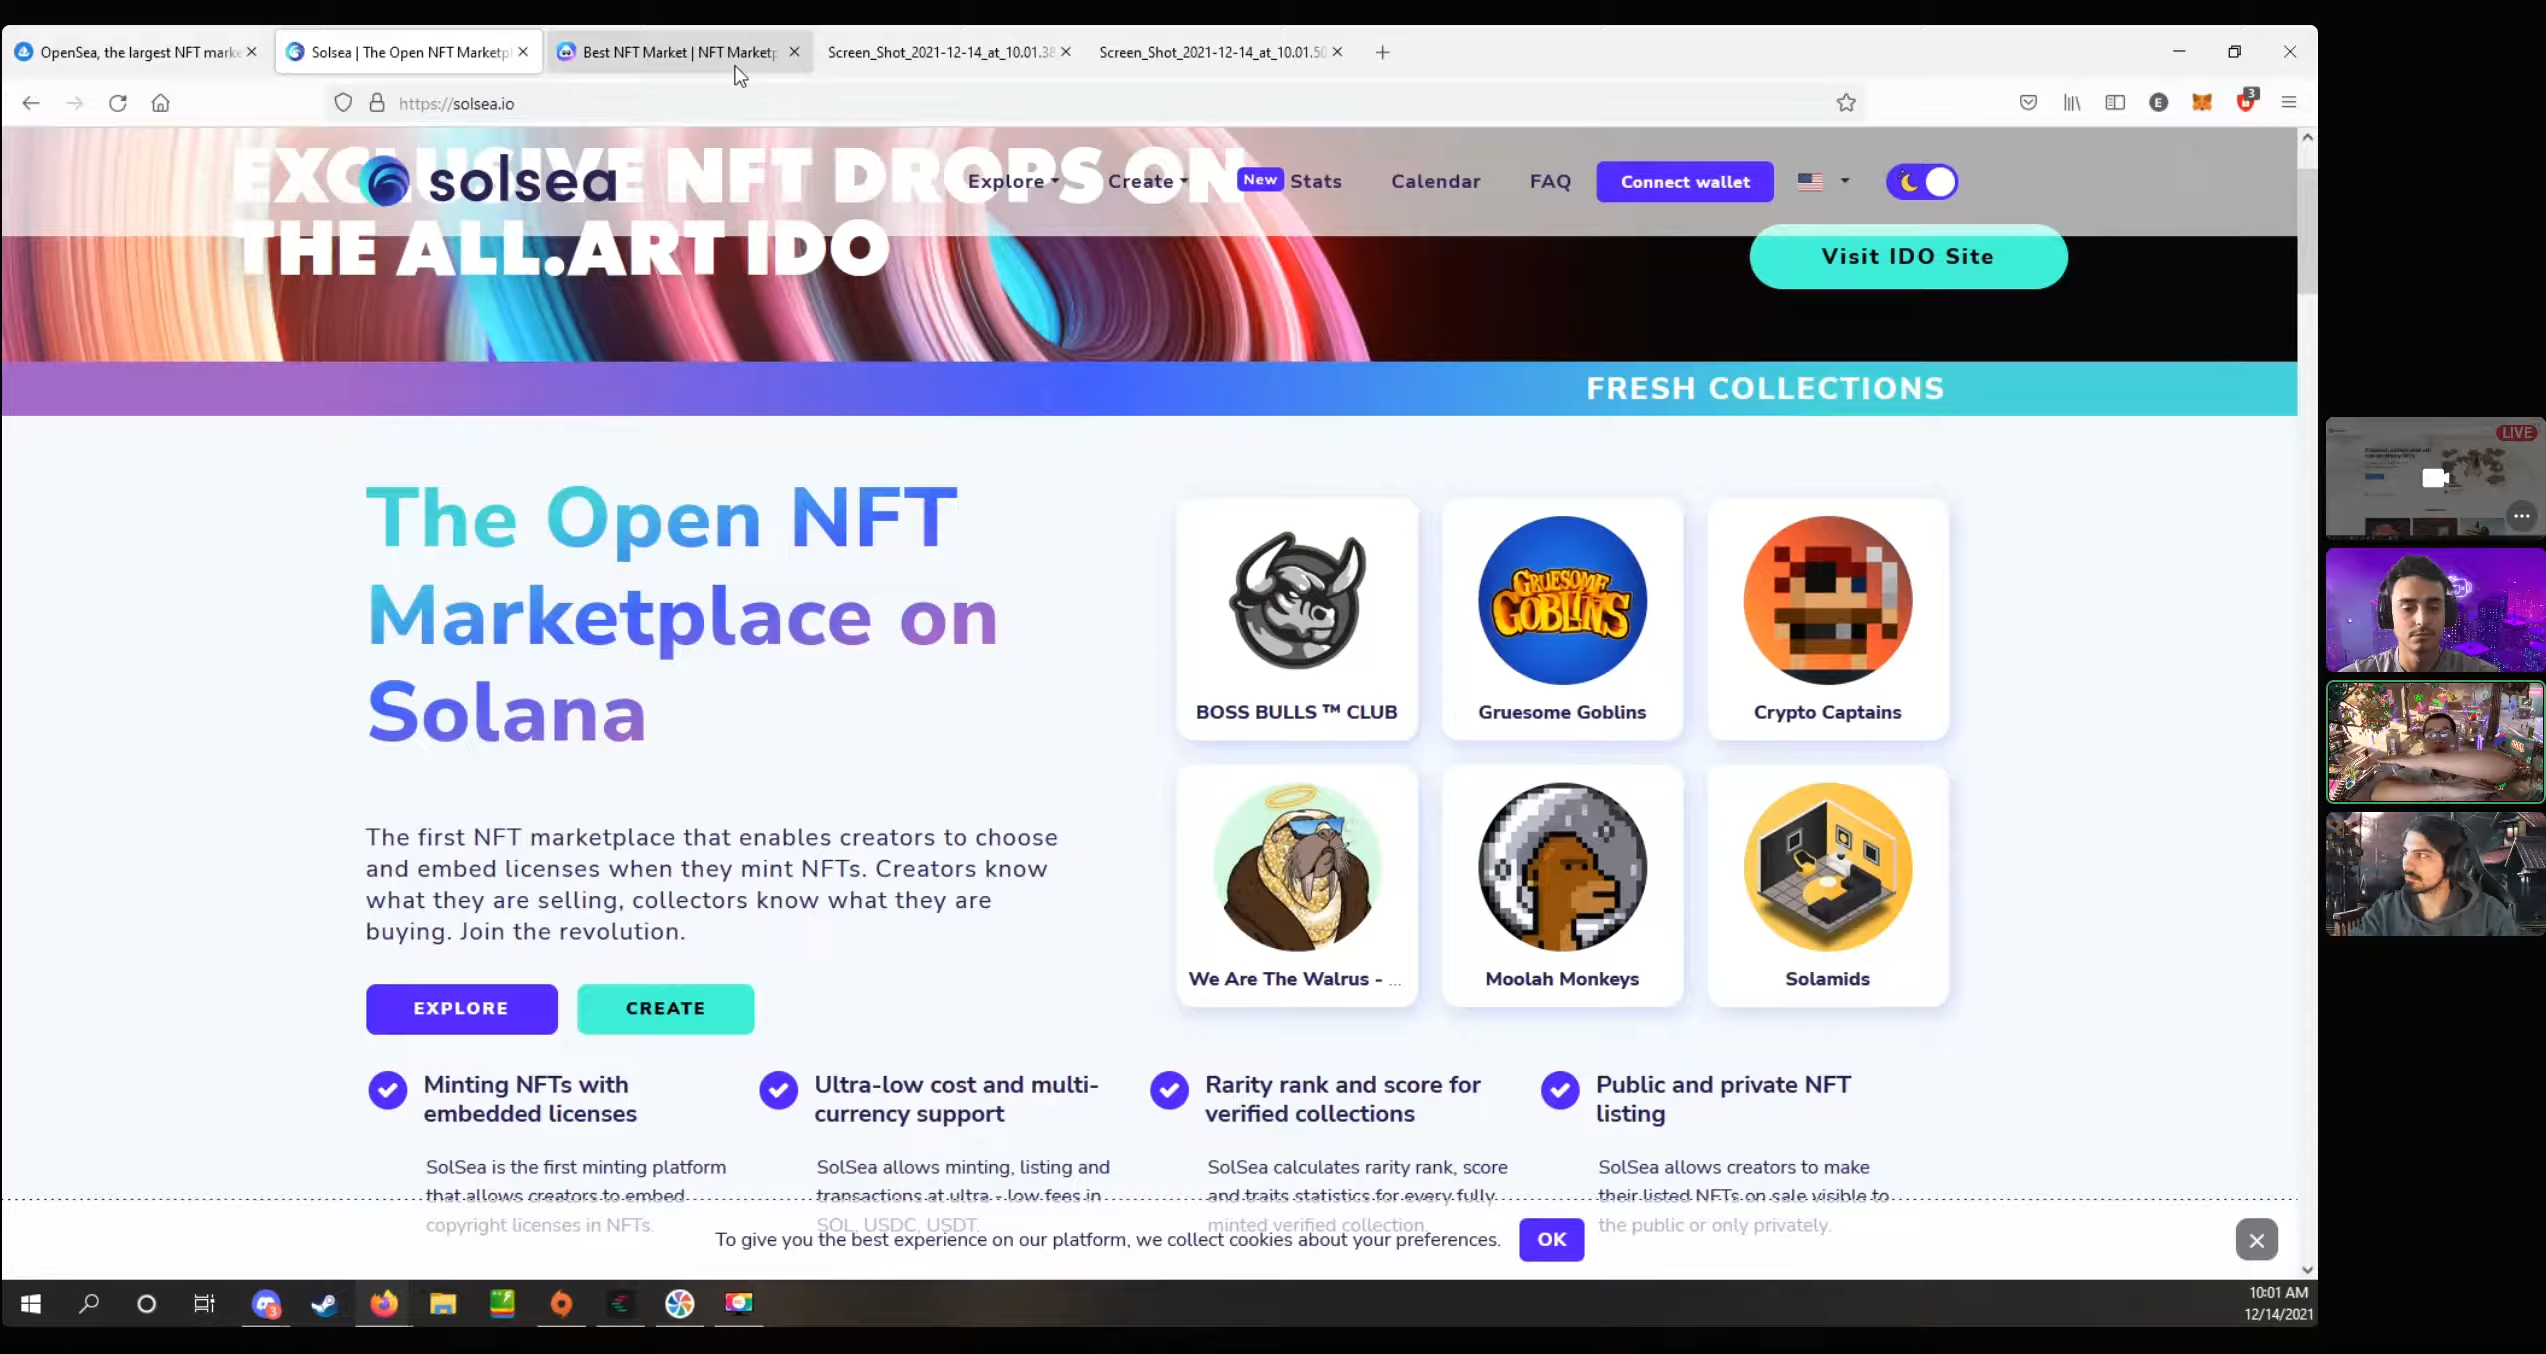 OpenSea, the largest NFT marke
Solsea | The Open NFT Marketpl
Best NFT Market | NFT Marketp
Screen_Shot_2021-12-14_at_10.01.38
Screen_Shot_2021-12-14_at_10.01.50
https://solsea.io
E
3
EXCLUSIVE NFT DROPS ON
THE ALL.ART IDO
solsea
Explore
Create
New
Stats
Calendar
FAQ
Connect wallet
Visit IDO Site
FRESH COLLECTIONS
The Open NFT
Marketplace on
Solana
The first NFT marketplace that enables creators to choose
and embed licenses when they mint NFTs. Creators know
what they are selling, collectors know what they are
buying. Join the revolution.
EXPLORE
CREATE
BOSS BULLS ™ CLUB
GRUESOME
GOBLINS
Gruesome Goblins
Crypto Captains
We Are The Walrus - ...
Moolah Monkeys
Solamids
Minting NFTs with
embedded licenses
SolSea is the first minting platform
that allows creators to embed
copyright licenses in NFTs.
Ultra-low cost and multi-
currency support
SolSea allows minting, listing and
transactions at ultra - low fees in
SOL, USDC, USDT.
Rarity rank and score for
verified collections
SolSea calculates rarity rank, score
and traits statistics for every fully
minted verified collection.
Public and private NFT
listing
SolSea allows creators to make
their listed NFTs on sale visible to
the public or only privately.
To give you the best experience on our platform, we collect cookies about your preferences.
OK
LIVE
3
10:01 AM
12/14/2021